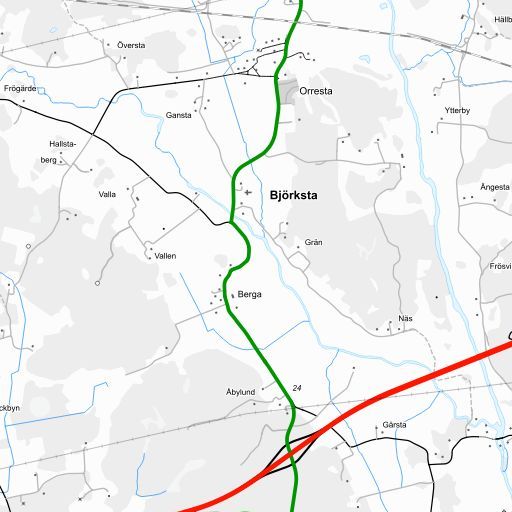 Hällb
Översta
Frögärde
Orresta
Gansta
Ytterby
Hallsta-
berg
Valla
Björksta
Ängesta
Grän
Vallen
Frösvi
Berga
Näs
Åbylund
24
ckbyn
Gärsta